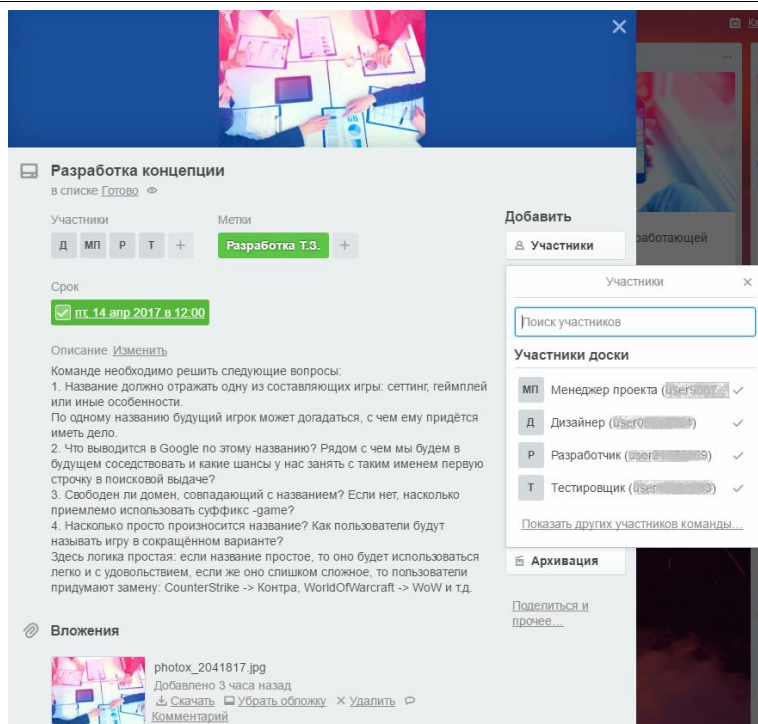 Разработка концепции
в списке Готово
Участники
Метки
Д МП Р Т +
Разработка Т.З. +
Срок
пт, 14 апр 2017 в 12:00
Описание Изменить
Команде необходимо решить следующие вопросы:
1. Название должно отражать одну из составляющих игры: сеттинг, геймплей
или иные особенности.
По одному названию будущий игрок может догадаться, с чем ему придётся
иметь дело.
2. Что выводится в Google по этому названию? Рядом с чем мы будем в
будущем соседствовать и какие шансы у нас занять с таким именем первую
строчку в поисковой выдаче?
3. Свободен ли домен, совпадающий с названием? Если нет, насколько
приемлемо использовать суффикс -game?
4. Насколько просто произносится название? Как пользователи будут
называть игру в сокращённом варианте?
Здесь логика простая: если название простое, то оно будет использоваться
легко и с удовольствием, если же оно слишком сложное, то пользователи
придумают замену: CounterStrike -> Контра, WorldOfWarcraft -> WoW и т.д.
Вложения
photox_2041817.jpg
Добавлено 3 часа назад
Скачать Убрать обложку × Удалить
Комментарий
Добавить
Участники
Участники ×
Поиск участников
Участники доски
МП Менеджер проекта
Д Дизайнер
Р Разработчик
Т Тестировщик
Показать других участников команды...
Архивация
Поделиться и
прочее...